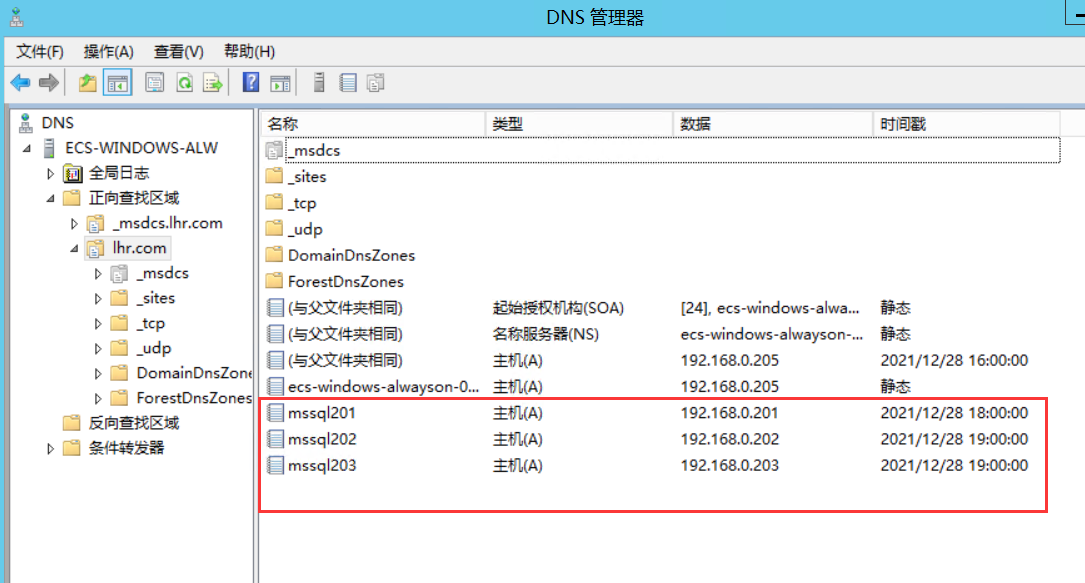 DNS 管理器
文件(F) 操作(A) 查看(V) 帮助(H)
DNS
ECS-WINDOWS-ALW
全局日志
正向查找区域
_msdcs.lhr.com
lhr.com
_msdcs
_sites
_tcp
_udp
DomainDnsZone
ForestDnsZones
反向查找区域
条件转发器
名称 类型 数据 时间戳
_msdcs
_sites
_tcp
_udp
DomainDnsZones
ForestDnsZones
(与父文件夹相同) 起始授权机构(SOA) [24], ecs-windows-alwa... 静态
(与父文件夹相同) 名称服务器(NS) ecs-windows-alwayson-... 静态
(与父文件夹相同) 主机(A) 192.168.0.205 2021/12/28 16:00:00
ecs-windows-alwayson-0... 主机(A) 192.168.0.205 静态
mssql201 主机(A) 192.168.0.201 2021/12/28 18:00:00
mssql202 主机(A) 192.168.0.202 2021/12/28 19:00:00
mssql203 主机(A) 192.168.0.203 2021/12/28 19:00:00